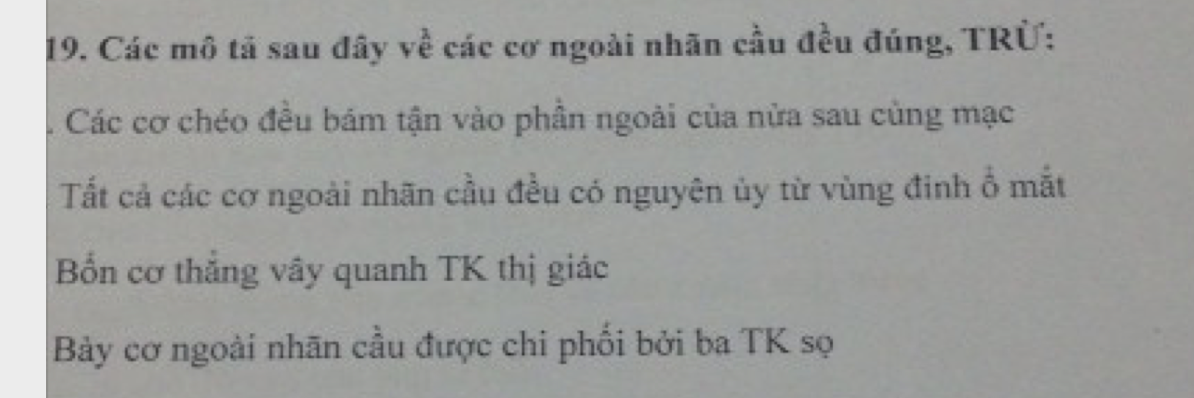 19. Các mô tả sau đây về các cơ ngoài nhãn cầu đều đúng, TRỪ:
. Các cơ chéo đều bám tận vào phần ngoài của nửa sau củng mạc
Tất cả các cơ ngoài nhãn cầu đều có nguyên ủy từ vùng đỉnh ổ mắt
Bốn cơ thẳng vây quanh TK thị giác
Bảy cơ ngoài nhãn cầu được chi phối bởi ba TK sọ